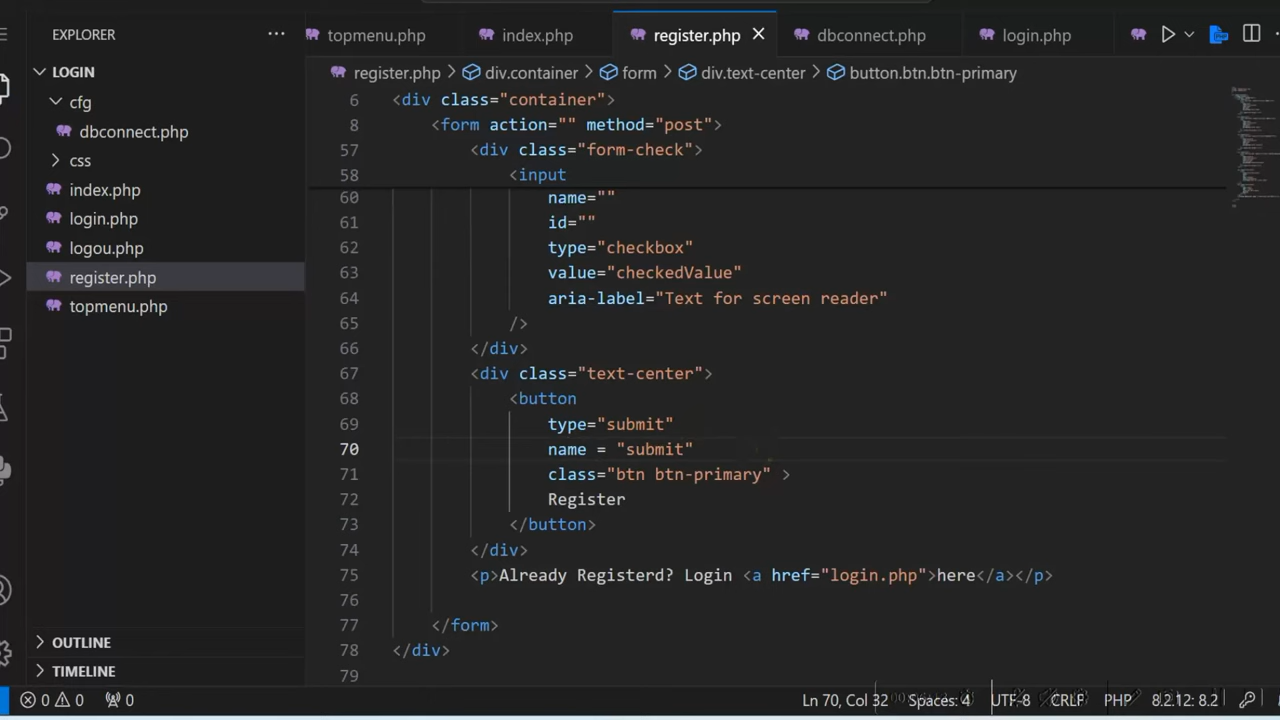 EXPLORER
topmenu.php
index.php
register.php
dbconnect.php
login.php
LOGIN
cfg
dbconnect.php
css
index.php
login.php
logou.php
register.php
topmenu.php
OUTLINE
TIMELINE
register.php > div.container > form > div.text-center > button.btn.btn-primary
6 <div class="container">
8 <form action="" method="post">
57 <div class="form-check">
58 <input
60 name=""
61 id=""
62 type="checkbox"
63 value="checkedValue"
64 aria-label="Text for screen reader"
65 />
66 </div>
67 <div class="text-center">
68 <button
69 type="submit"
70 name = "submit"
71 class="btn btn-primary" >
72 Register
73 </button>
74 </div>
75 <p>Already Registerd? Login <a href="login.php">here</a></p>
76
77 </form>
78 </div>
79
0 0 0 Ln 70, Col 32 Spaces: 4 UTF-8 CRLF PHP 8.2.12: 8.2